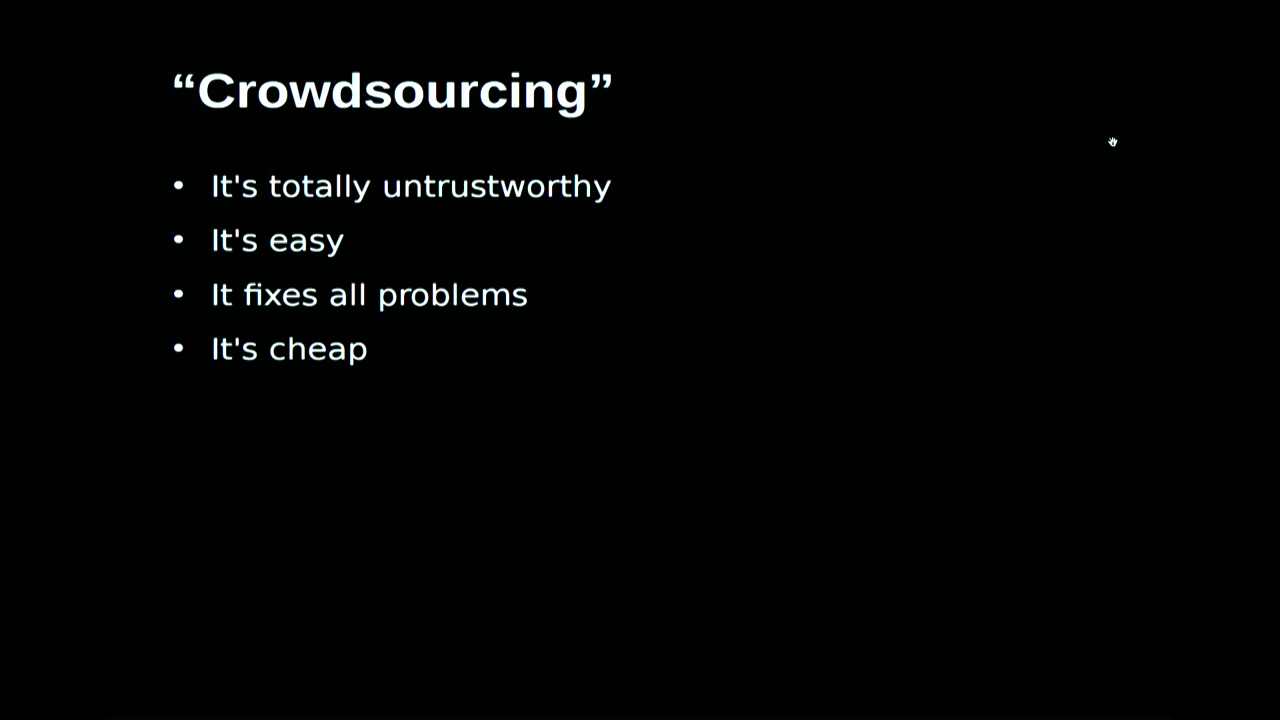 “Crowdsourcing”
• It's totally untrustworthy
• It's easy
• It fixes all problems
• It's cheap